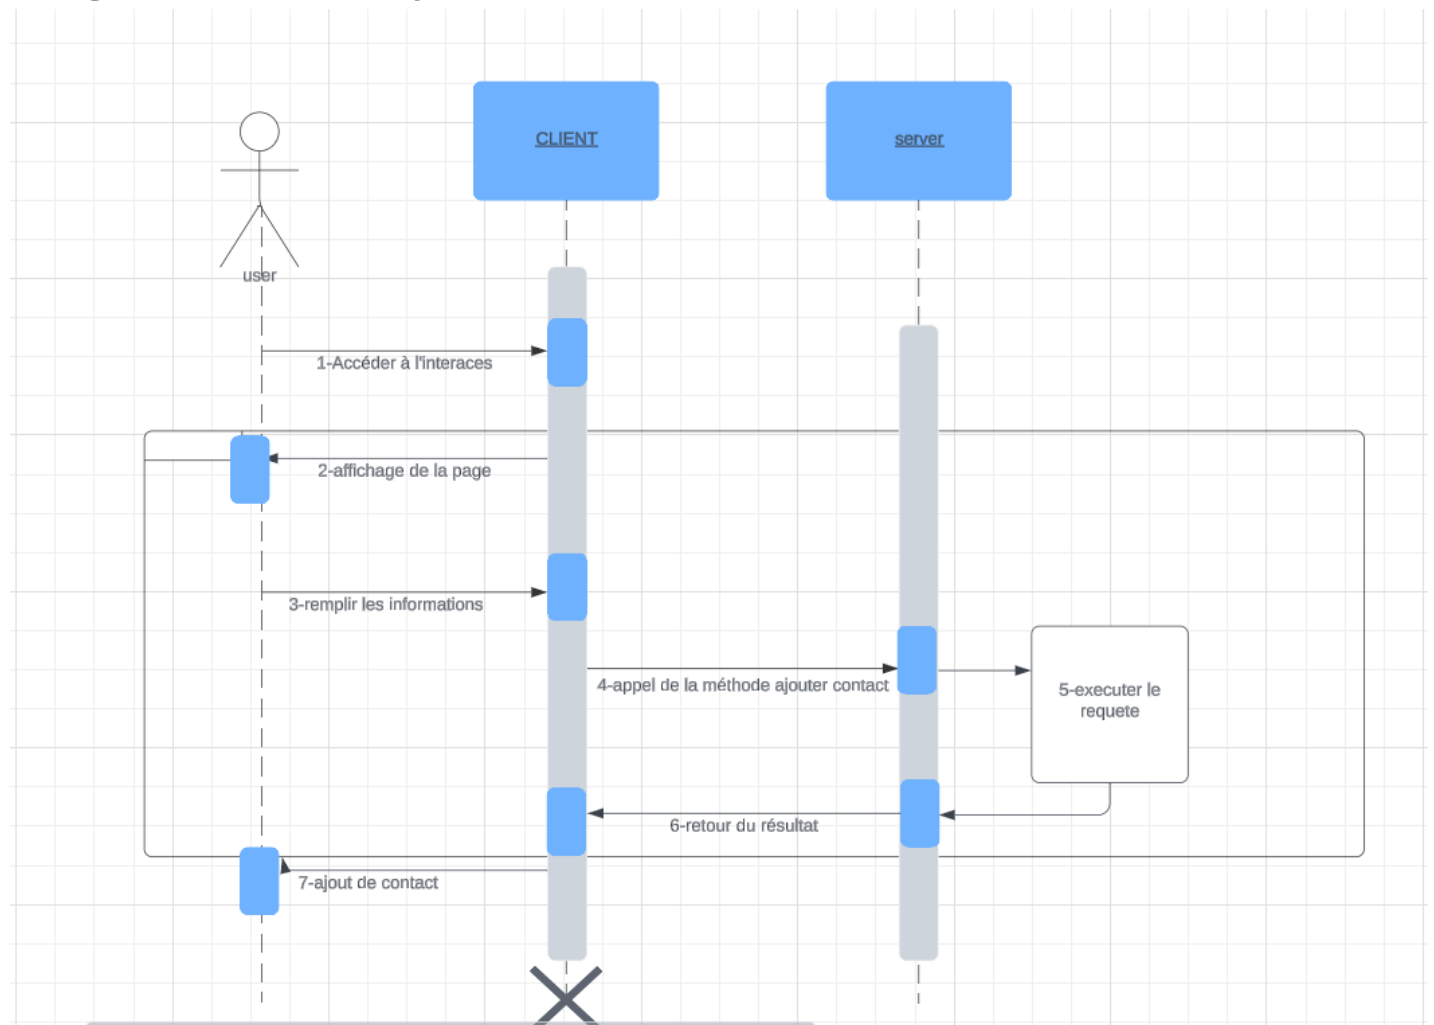 CLIENT
server
user
1-Accéder à l'interaces
2-affichage de la page
3-remplir les informations
4-appel de la méthode ajouter contact
5-executer le
requete
6-retour du résultat
7-ajout de contact